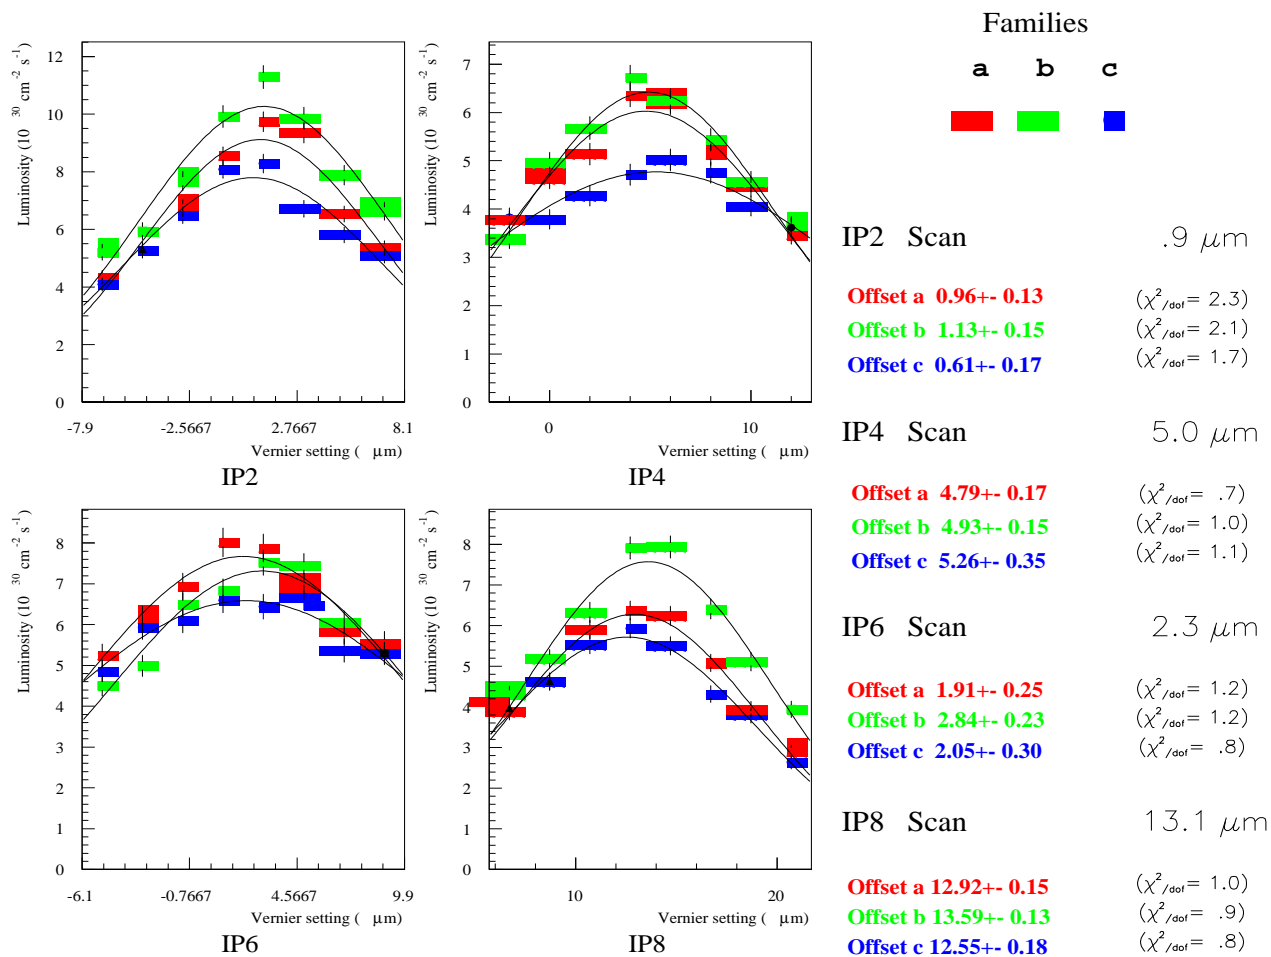 Families
a b c
Luminosity (10 30 cm-2 s-1)
12
10
8
6
4
2
0
-7.9 -2.5667 2.7667 8.1
Vernier setting ( μm)
IP2
Luminosity (10 30 cm-2 s-1)
7
6
5
4
3
2
1
0
0 10
Vernier setting ( μm)
IP4
Luminosity (10 30 cm-2 s-1)
8
7
6
5
4
3
2
1
0
-6.1 -0.7667 4.5667 9.9
Vernier setting ( μm)
IP6
Luminosity (10 30 cm-2 s-1)
8
7
6
5
4
3
2
1
0
10 20
Vernier setting ( μm)
IP8
IP2 Scan .9 μm
Offset a 0.96+- 0.13 (χ2/dof= 2.3)
Offset b 1.13+- 0.15 (χ2/dof= 2.1)
Offset c 0.61+- 0.17 (χ2/dof= 1.7)
IP4 Scan 5.0 μm
Offset a 4.79+- 0.17 (χ2/dof= .7)
Offset b 4.93+- 0.15 (χ2/dof= 1.0)
Offset c 5.26+- 0.35 (χ2/dof= 1.1)
IP6 Scan 2.3 μm
Offset a 1.91+- 0.25 (χ2/dof= 1.2)
Offset b 2.84+- 0.23 (χ2/dof= 1.2)
Offset c 2.05+- 0.30 (χ2/dof= .8)
IP8 Scan 13.1 μm
Offset a 12.92+- 0.15 (χ2/dof= 1.0)
Offset b 13.59+- 0.13 (χ2/dof= .9)
Offset c 12.55+- 0.18 (χ2/dof= .8)